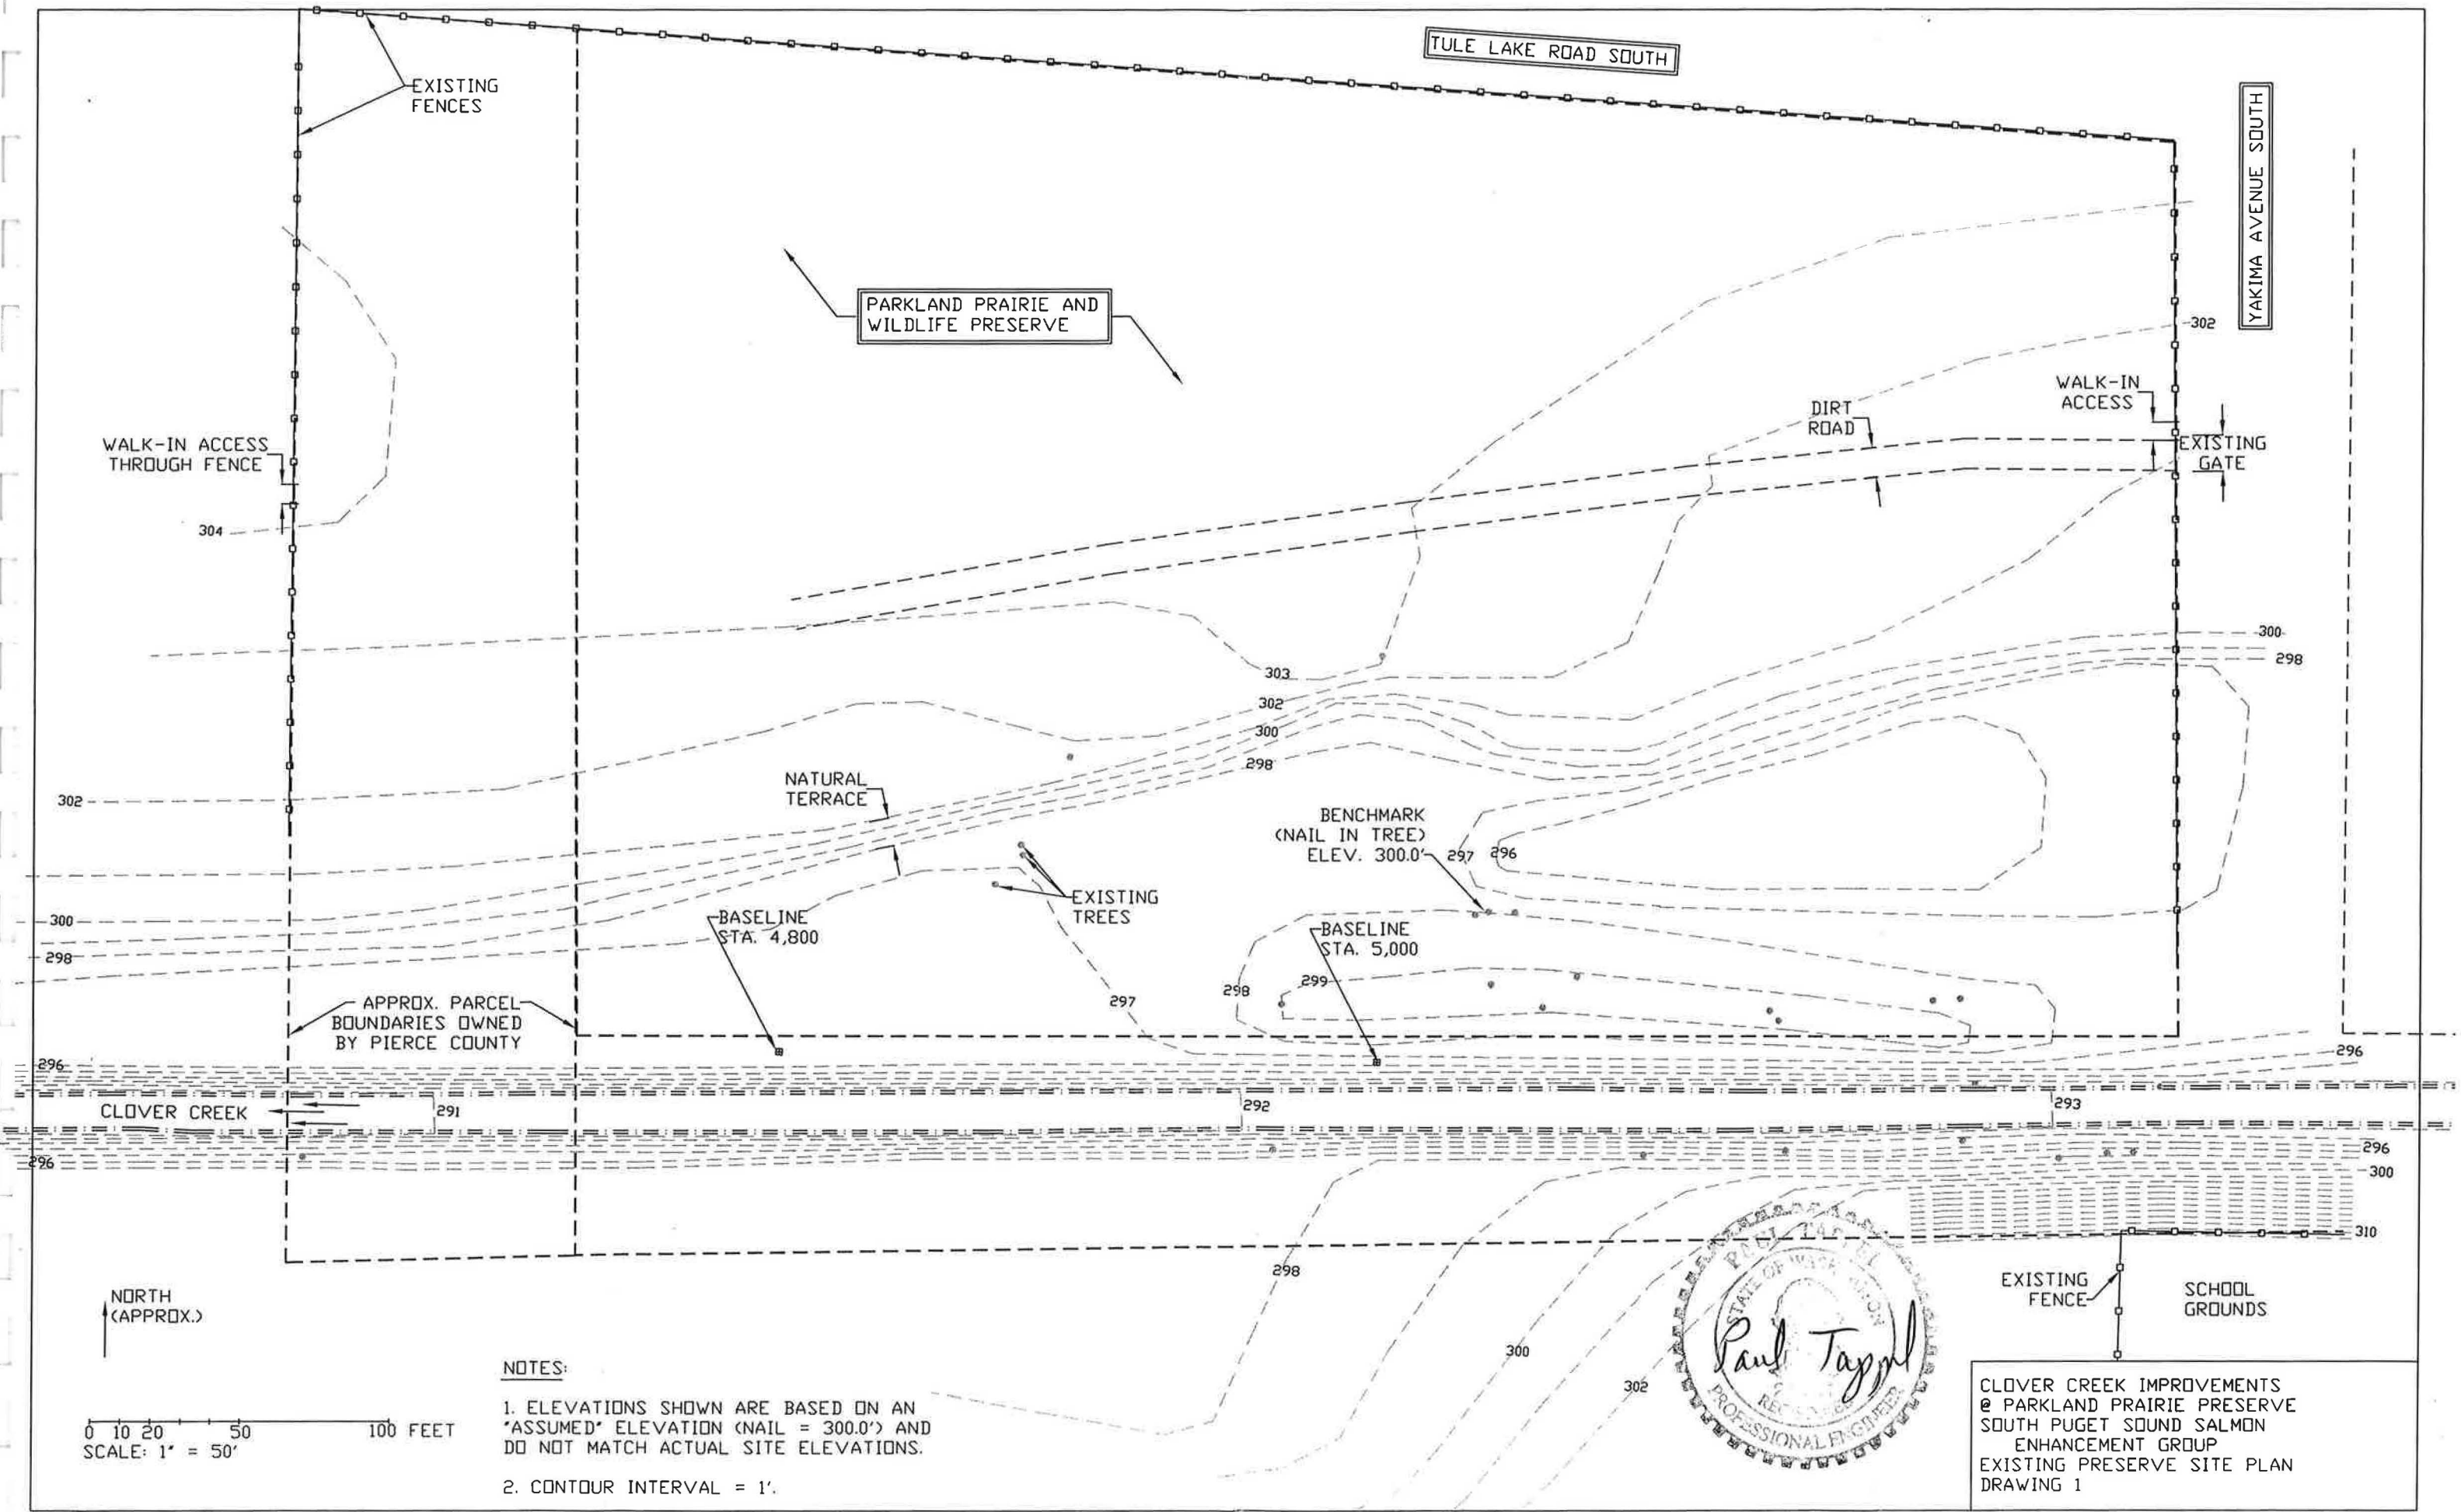 TULE LAKE ROAD SOUTH
YAKIMA AVENUE SOUTH
EXISTING
FENCES
PARKLAND PRAIRIE AND
WILDLIFE PRESERVE
302
WALK-IN
ACCESS
DIRT
ROAD
EXISTING
GATE
WALK-IN ACCESS
THROUGH FENCE
304
300
298
303
302
300
298
302
NATURAL
TERRACE
BENCHMARK
(NAIL IN TREE)
ELEV. 300.0'
297
296
EXISTING
TREES
300
298
BASELINE
STA. 4,800
BASELINE
STA. 5,000
299
298
297
APPROX. PARCEL
BOUNDARIES OWNED
BY PIERCE COUNTY
296
296
CLOVER CREEK
291
292
293
296
296
300
310
298
300
302
EXISTING
FENCE
SCHOOL
GROUNDS
NORTH
(APPROX.)
0 10 20 50 100 FEET
SCALE: 1" = 50'
NOTES:
1. ELEVATIONS SHOWN ARE BASED ON AN
"ASSUMED" ELEVATION (NAIL = 300.0') AND
DO NOT MATCH ACTUAL SITE ELEVATIONS.
2. CONTOUR INTERVAL = 1'.
STATE OF
Paul Tappel
PROFESSIONAL ENGINEER
CLOVER CREEK IMPROVEMENTS
@ PARKLAND PRAIRIE PRESERVE
SOUTH PUGET SOUND SALMON
ENHANCEMENT GROUP
EXISTING PRESERVE SITE PLAN
DRAWING 1